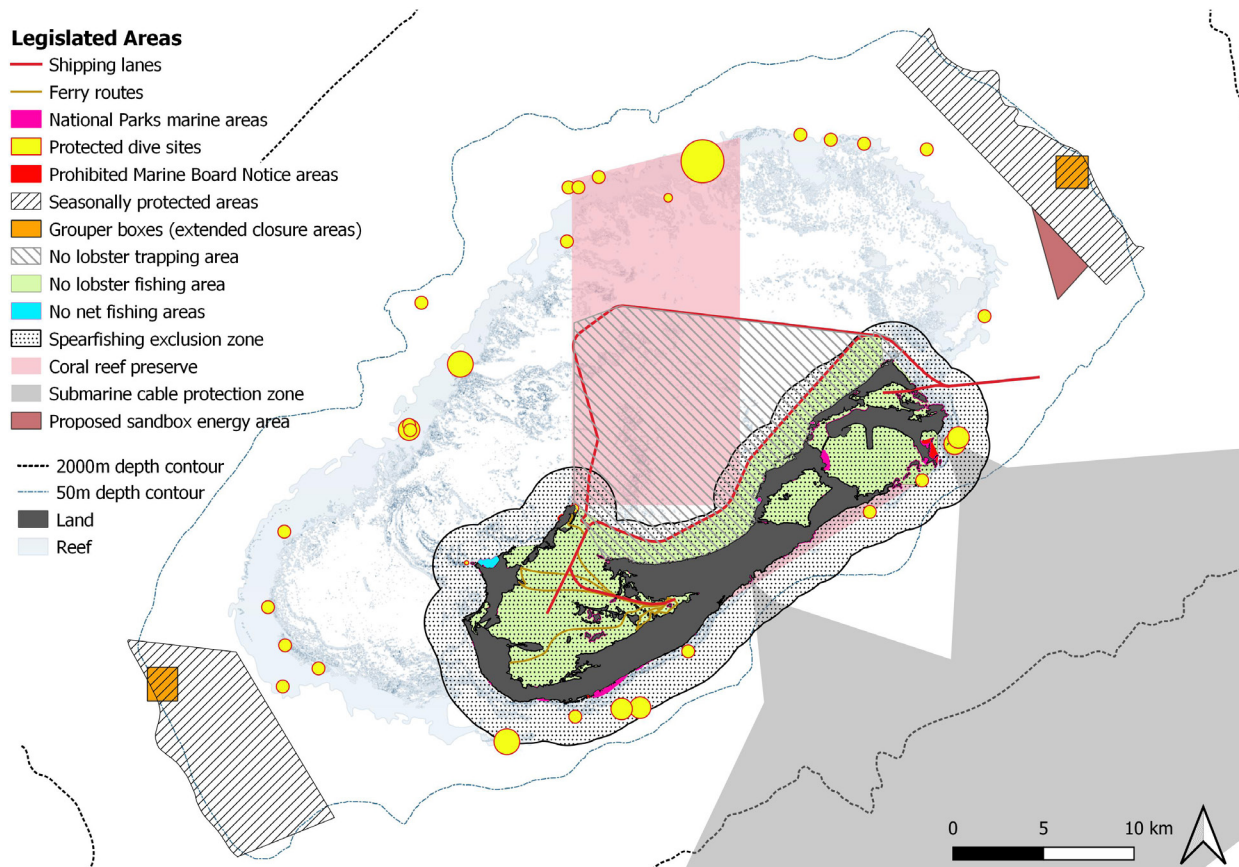 Legislated Areas
Shipping lanes
Ferry routes
National Parks marine areas
Protected dive sites
Prohibited Marine Board Notice areas
Seasonally protected areas
Grouper boxes (extended closure areas)
No lobster trapping area
No lobster fishing area
No net fishing areas
Spearfishing exclusion zone
Coral reef preserve
Submarine cable protection zone
Proposed sandbox energy area
2000m depth contour
50m depth contour
Land
Reef
0 5 10 km